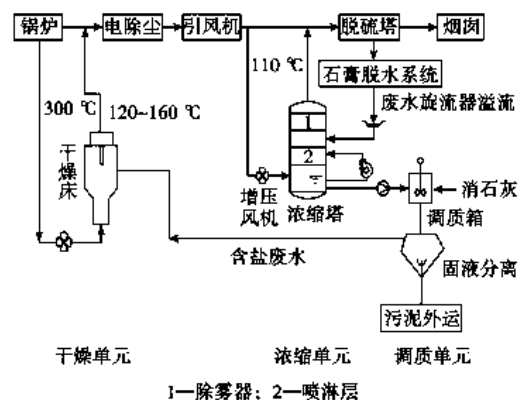 锅炉 电除尘 引风机 脱硫塔 烟囱
石膏脱水系统
废水旋流器溢流
110 ℃
300 ℃ 120~160 ℃
1
2
干燥床
增压风机
浓缩塔
消石灰
调质箱
含盐废水
固液分离
污泥外运
干燥单元 浓缩单元 调质单元
1—除雾器；2—喷淋层